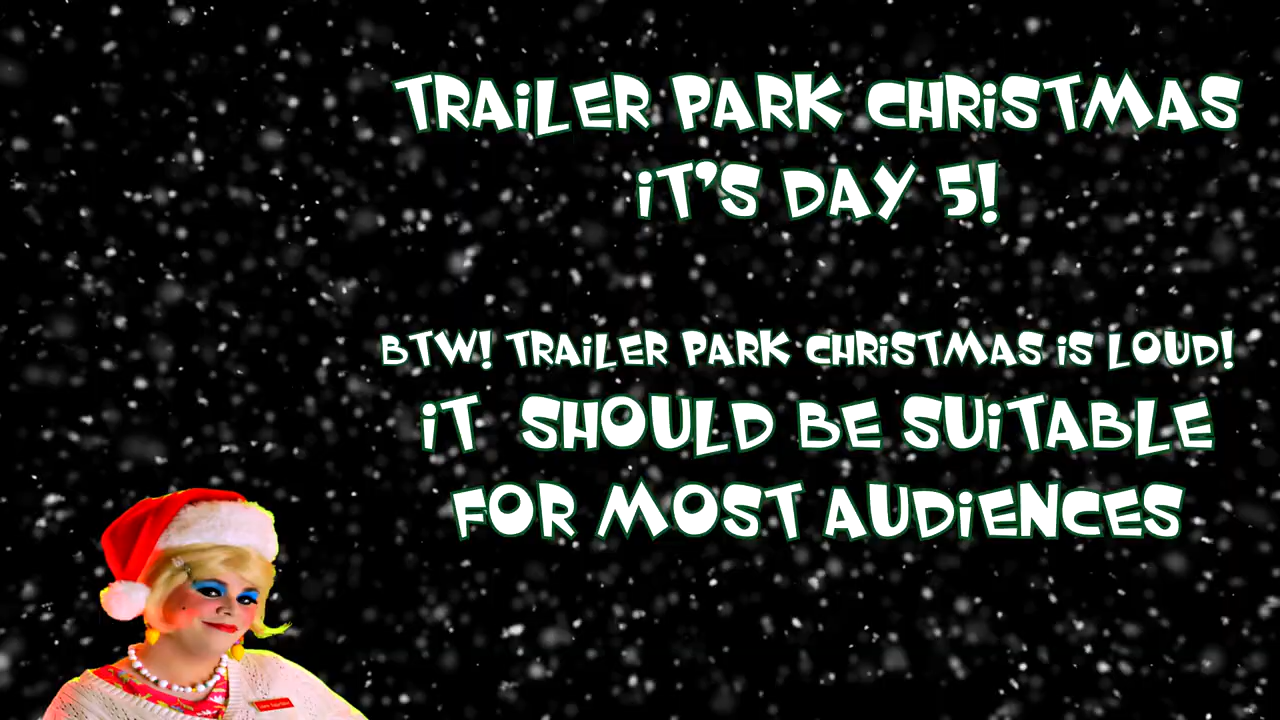 TRAiLER PARK CHRiSTMAS
iT'S DAY 5!
BTW! TRAiLER PARK CHRiSTMAS iS LOUD!
iT SHOULD BE SUiTABLE
FOR MOST AUDiENCES